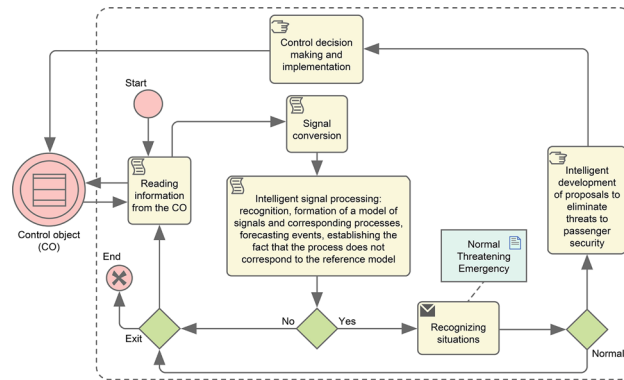 Control decision
making and
implementation
Start
Signal
conversion
Reading
information
from the CO
Control object
(CO)
Intelligent signal processing:
recognition, formation of a model of
signals and corresponding processes,
forecasting events, establishing the
fact that the process does not
correspond to the reference model
Intelligent
development
of proposals to
eliminate
threats to
passenger
security
Normal
Threatening
Emergency
End
Exit
No
Yes
Recognizing
situations
Normal